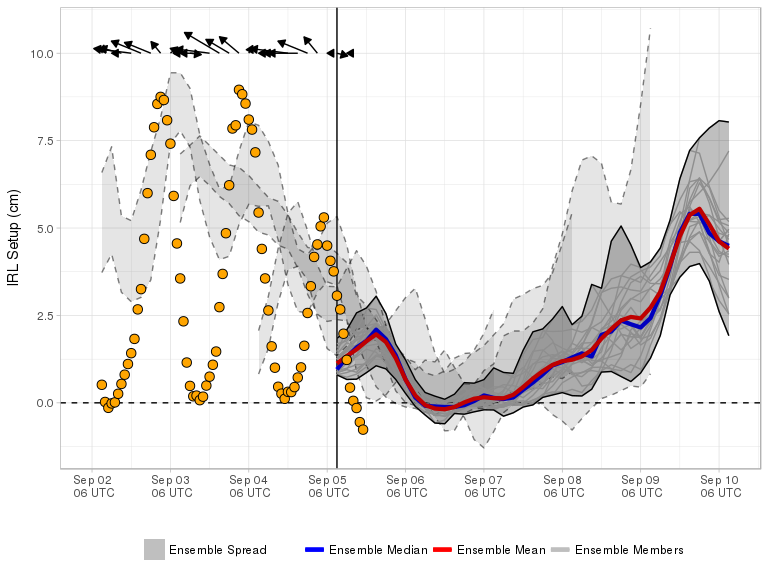 IRL Setup (cm)
10.0
7.5
5.0
2.5
0.0
Sep 02 Sep 03 Sep 04 Sep 05 Sep 06 Sep 07 Sep 08 Sep 09 Sep 10
06 UTC 06 UTC 06 UTC 06 UTC 06 UTC 06 UTC 06 UTC 06 UTC 06 UTC
Ensemble Spread Ensemble Median Ensemble Mean Ensemble Members